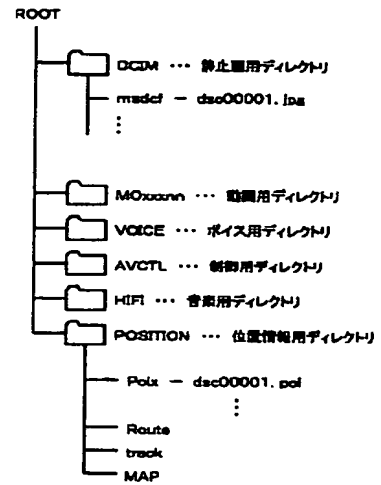 ROOT
DCIM … 静止画用ディレクトリ
msdcf － dsc00001.jpg
⋮
MOxxxnn … 動画用ディレクトリ
VOICE … ボイス用ディレクトリ
AVCTL … 制御用ディレクトリ
HIFI … 音楽用ディレクトリ
POSITION … 位置情報用ディレクトリ
Poix － dsc00001.poi
⋮
Route
track
MAP